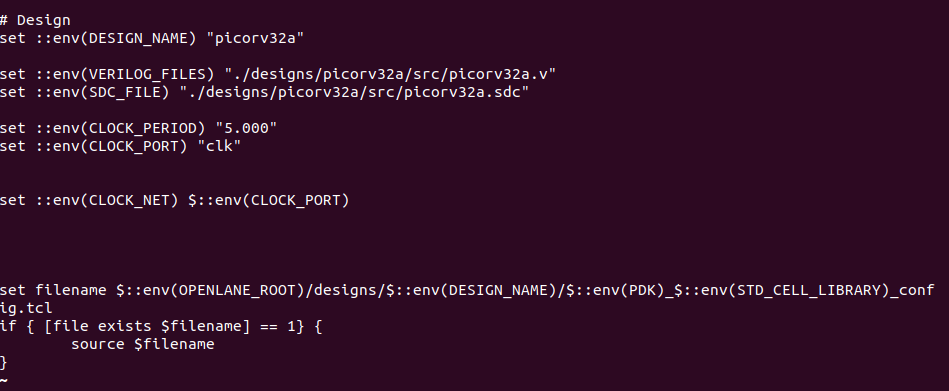 # Design
set ::env(DESIGN_NAME) "picorv32a"
set ::env(VERILOG_FILES) "./designs/picorv32a/src/picorv32a.v"
set ::env(SDC_FILE) "./designs/picorv32a/src/picorv32a.sdc"
set ::env(CLOCK_PERIOD) "5.000"
set ::env(CLOCK_PORT) "clk"
set ::env(CLOCK_NET) $::env(CLOCK_PORT)
set filename $::env(OPENLANE_ROOT)/designs/$::env(DESIGN_NAME)/$::env(PDK)_$::env(STD_CELL_LIBRARY)_conf
ig.tcl
if { [file exists $filename] == 1} {
        source $filename
}
~